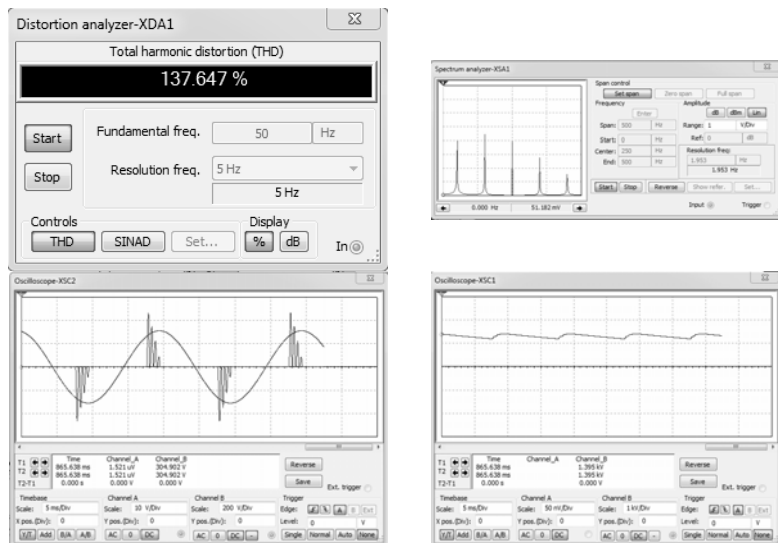 Distortion analyzer-XDA1
Total harmonic distortion (THD)
137.647 %
Start
Stop
Fundamental freq. 50 Hz
Resolution freq. 5 Hz
5 Hz
Controls
THD SINAD Set...
Display
% dB
In
Spectrum analyzer-XSA1
Span control
Set span Zero span Full span
Frequency
Enter
Span: 500 Hz
Start: 0 Hz
Center: 250 Hz
End: 500 Hz
Amplitude
dB dBm Lin
Range: 1 V/Div
Ref: 0 dB
Resolution freq:
1.953 Hz
1.953 Hz
Start Stop Reverse Show refer. Set...
0.000 Hz 51.182 mV Input Trigger
Oscilloscope-XSC2
Time Channel_A Channel_B
T1 865.638 ms 1.521 uV 304.902 V
T2 865.638 ms 1.521 uV 304.902 V
T2-T1 0.000 s 0.000 V 0.000 V
Reverse
Save
Ext. trigger
Timebase
Scale: 5 ms/Div
X pos.(Div): 0
Y/T Add B/A A/B
Channel A
Scale: 10 V/Div
Y pos.(Div): 0
AC 0 DC
Channel B
Scale: 200 V/Div
Y pos.(Div): 0
AC 0 DC -
Trigger
Edge: A B Ext
Level: 0 V
Single Normal Auto None
Oscilloscope-XSC1
Time Channel_A Channel_B
T1 865.638 ms 1.395 kV
T2 865.638 ms 1.395 kV
T2-T1 0.000 s 0.000 V
Reverse
Save
Ext. trigger
Timebase
Scale: 5 ms/Div
X pos.(Div): 0
Y/T Add B/A A/B
Channel A
Scale: 50 mV/Div
Y pos.(Div): 0
AC 0 DC
Channel B
Scale: 1 kV/Div
Y pos.(Div): 0
AC 0 DC -
Trigger
Edge: A B Ext
Level: 0 V
Single Normal Auto None